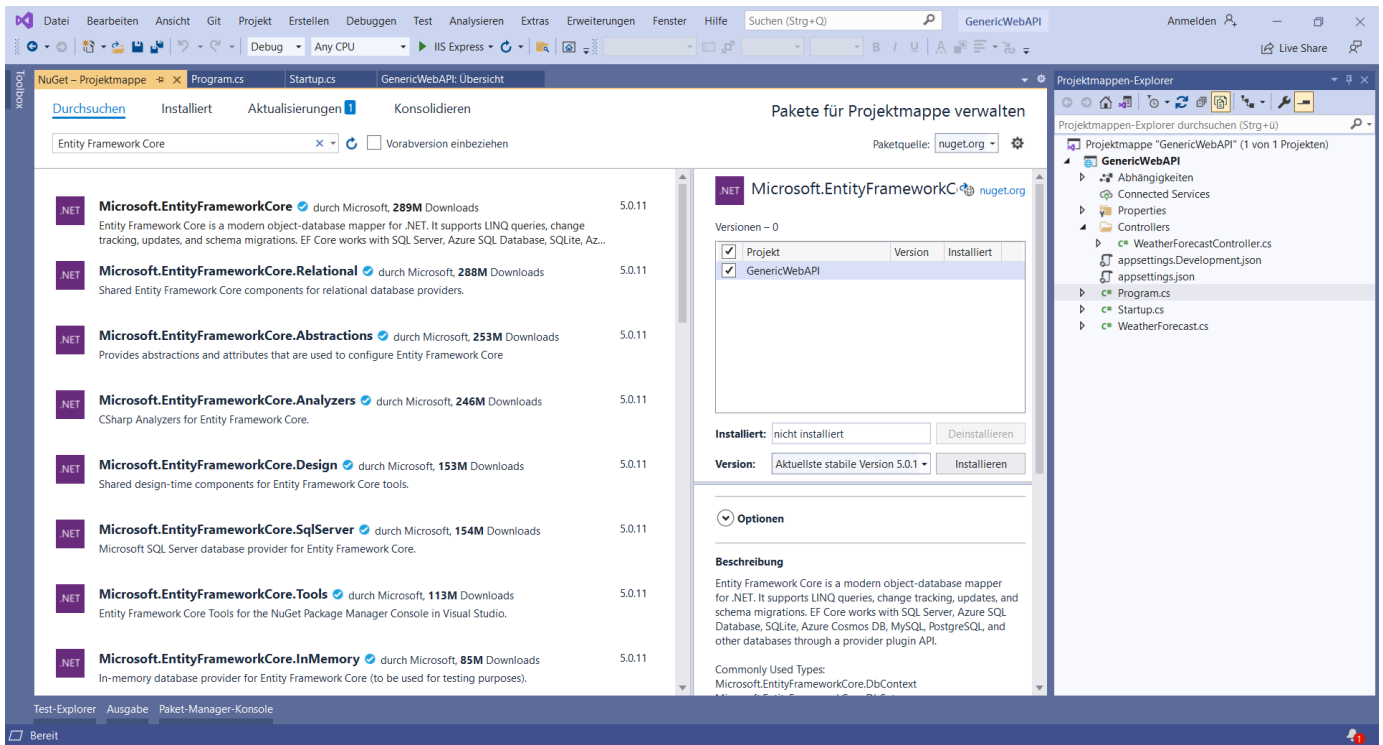 Datei Bearbeiten Ansicht Git Projekt Erstellen Debuggen Test Analysieren Extras Erweiterungen Fenster Hilfe Suchen (Strg+Q) GenericWebAPI Anmelden
Debug Any CPU IIS Express B I U A Live Share
Toolbox
NuGet – Projektmappe Program.cs Startup.cs GenericWebAPI: Übersicht
Durchsuchen Installiert Aktualisierungen 1 Konsolidieren
Pakete für Projektmappe verwalten
Entity Framework Core Vorabversion einbeziehen
Paketquelle: nuget.org
.NET Microsoft.EntityFrameworkCore durch Microsoft, 289M Downloads 5.0.11
Entity Framework Core is a modern object-database mapper for .NET. It supports LINQ queries, change
tracking, updates, and schema migrations. EF Core works with SQL Server, Azure SQL Database, SQLite, Az...
.NET Microsoft.EntityFrameworkCore.Relational durch Microsoft, 288M Downloads 5.0.11
Shared Entity Framework Core components for relational database providers.
.NET Microsoft.EntityFrameworkCore.Abstractions durch Microsoft, 253M Downloads 5.0.11
Provides abstractions and attributes that are used to configure Entity Framework Core
.NET Microsoft.EntityFrameworkCore.Analyzers durch Microsoft, 246M Downloads 5.0.11
CSharp Analyzers for Entity Framework Core.
.NET Microsoft.EntityFrameworkCore.Design durch Microsoft, 153M Downloads 5.0.11
Shared design-time components for Entity Framework Core tools.
.NET Microsoft.EntityFrameworkCore.SqlServer durch Microsoft, 154M Downloads 5.0.11
Microsoft SQL Server database provider for Entity Framework Core.
.NET Microsoft.EntityFrameworkCore.Tools durch Microsoft, 113M Downloads 5.0.11
Entity Framework Core Tools for the NuGet Package Manager Console in Visual Studio.
.NET Microsoft.EntityFrameworkCore.InMemory durch Microsoft, 85M Downloads 5.0.11
In-memory database provider for Entity Framework Core (to be used for testing purposes).
.NET Microsoft.EntityFrameworkC nuget.org
Versionen – 0
Projekt Version Installiert
GenericWebAPI
Installiert: nicht installiert Deinstallieren
Version: Aktuellste stabile Version 5.0.1 Installieren
Optionen
Beschreibung
Entity Framework Core is a modern object-database mapper
for .NET. It supports LINQ queries, change tracking, updates, and
schema migrations. EF Core works with SQL Server, Azure SQL
Database, SQLite, Azure Cosmos DB, MySQL, PostgreSQL, and
other databases through a provider plugin API.
Commonly Used Types:
Microsoft.EntityFrameworkCore.DbContext
Projektmappen-Explorer
Projektmappen-Explorer durchsuchen (Strg+ü)
Projektmappe "GenericWebAPI" (1 von 1 Projekten)
GenericWebAPI
Abhängigkeiten
Connected Services
Properties
Controllers
C# WeatherForecastController.cs
appsettings.Development.json
appsettings.json
C# Program.cs
C# Startup.cs
C# WeatherForecast.cs
Test-Explorer Ausgabe Paket-Manager-Konsole
Bereit 1